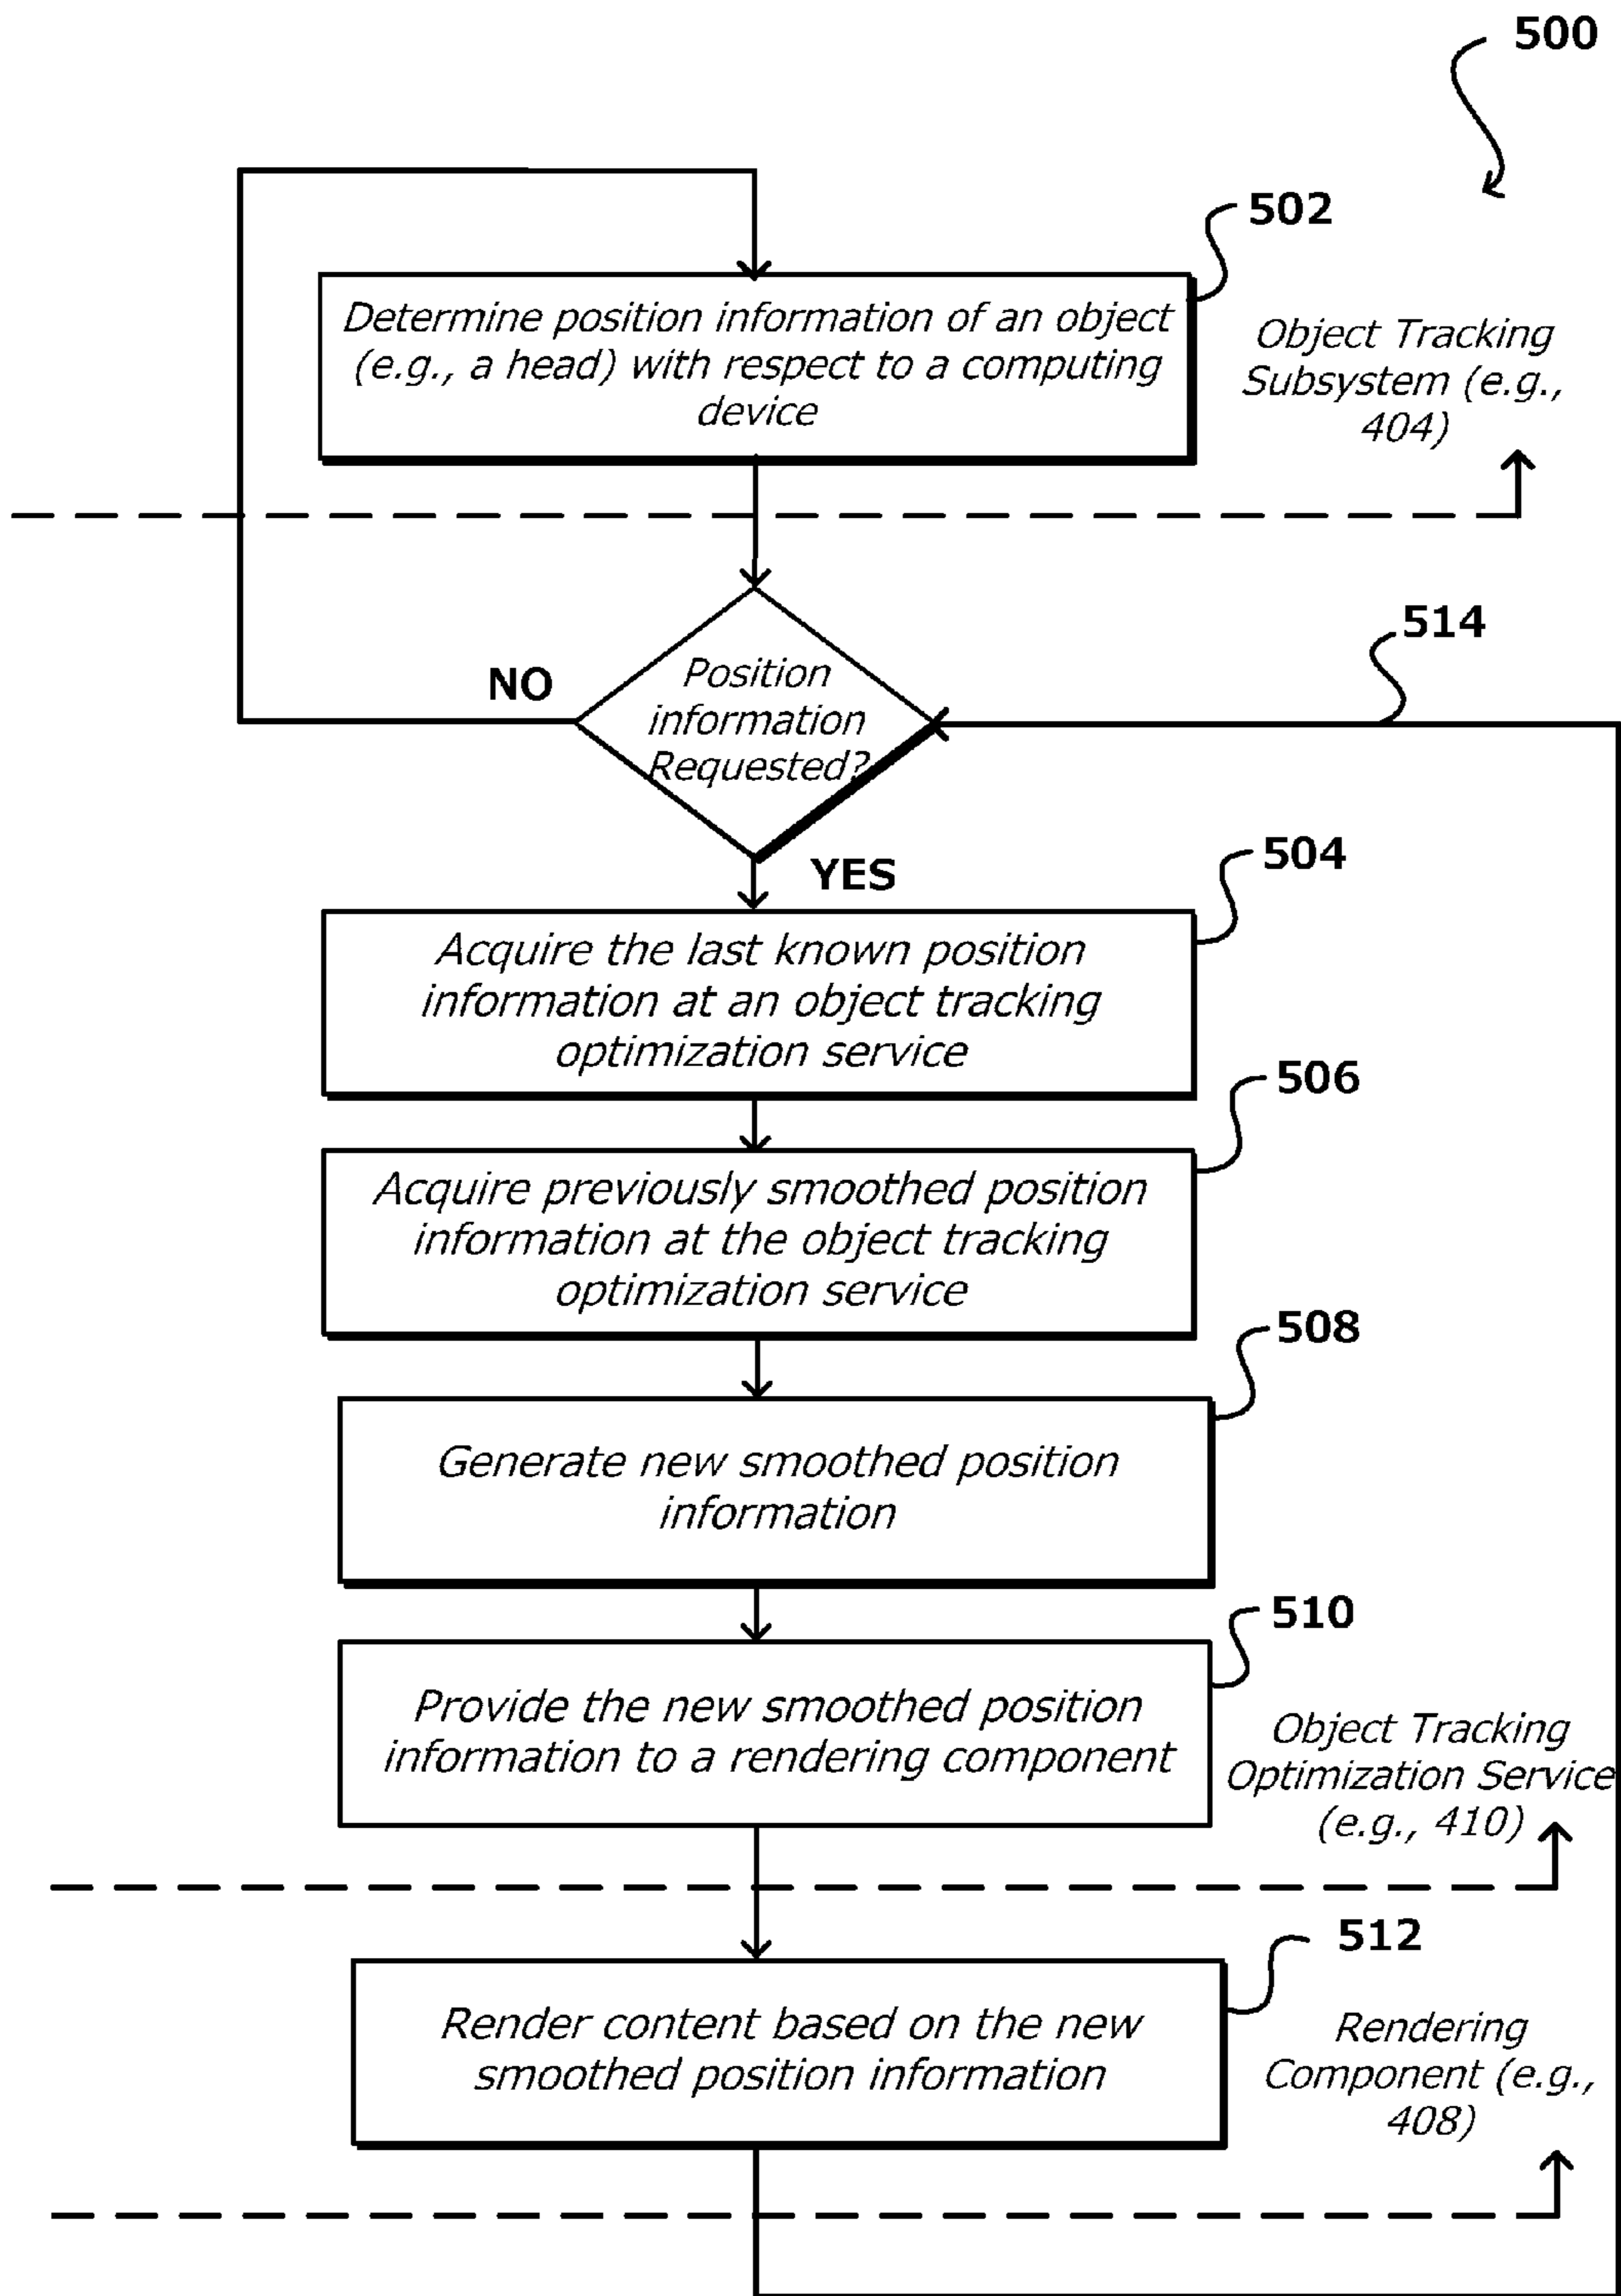 500
502
Determine position information of an object
(e.g., a head) with respect to a computing
device
Object Tracking
Subsystem (e.g.,
404)
514
NO
Position
information
Requested?
YES
504
Acquire the last known position
information at an object tracking
optimization service
506
Acquire previously smoothed position
information at the object tracking
optimization service
508
Generate new smoothed position
information
510
Provide the new smoothed position
information to a rendering component
Object Tracking
Optimization Service
(e.g., 410)
512
Render content based on the new
smoothed position information
Rendering
Component (e.g.,
408)